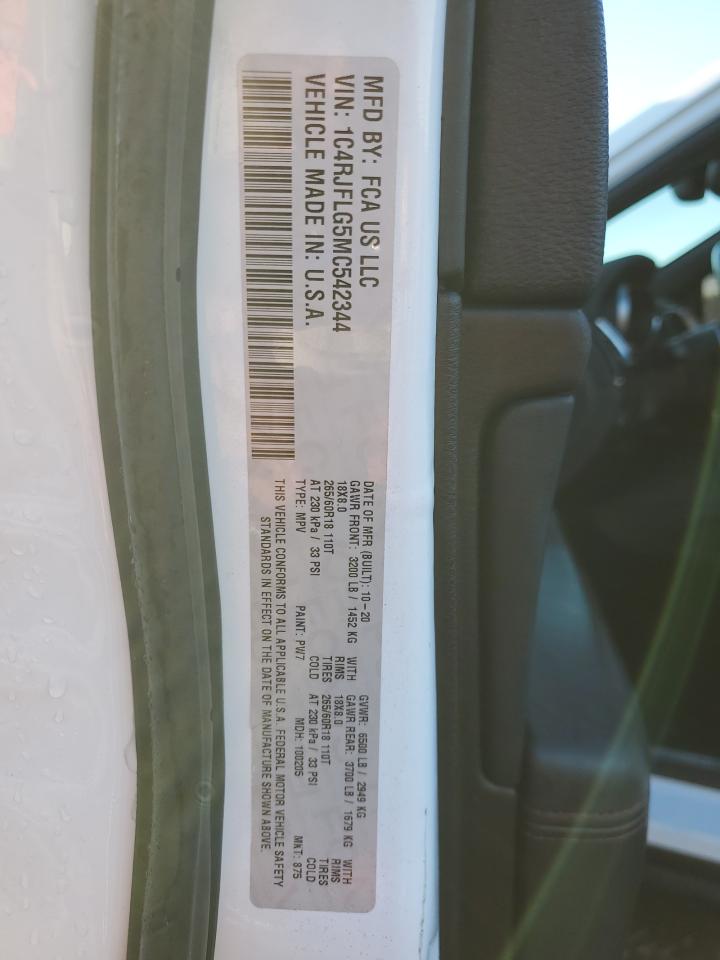 MFD BY: FCA US LLC
VIN: 1C4RJFLG5MC542344
VEHICLE MADE IN: U.S.A.
DATE OF MFR (BUILT): 10-20 GVWR: 6500 LB / 2949 KG
GAWR FRONT: 3200 LB / 1452 KG WITH GAWR REAR: 3700 LB / 1679 KG WITH
18X8.0 RIMS 18X8.0 RIMS
265/60R18 110T TIRES 265/60R18 110T TIRES
AT 230 kPa / 33 PSI COLD AT 230 kPa / 33 PSI COLD
TYPE: MPV PAINT: PW7 MDH: 100205 MKT: 875
THIS VEHICLE CONFORMS TO ALL APPLICABLE U.S.A. FEDERAL MOTOR VEHICLE SAFETY
STANDARDS IN EFFECT ON THE DATE OF MANUFACTURE SHOWN ABOVE.